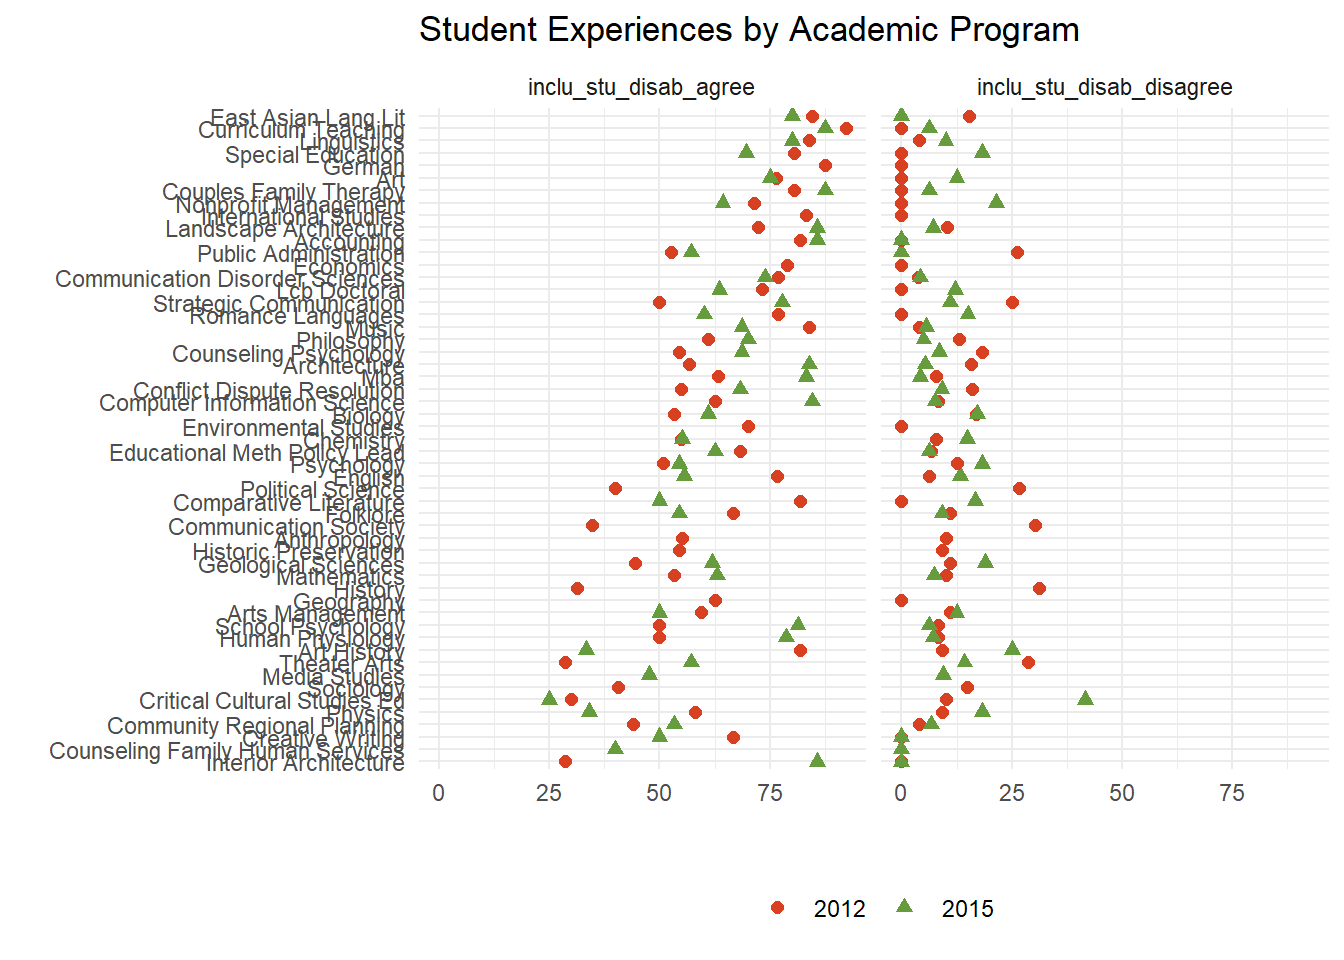 Student Experiences by Academic Program
inclu_stu_disab_agree
inclu_stu_disab_disagree
East Asian Lang Lit
Curriculum Teaching
Linguistics
Special Education
German
Art
Couples Family Therapy
Nonprofit Management
International Studies
Landscape Architecture
Accounting
Public Administration
Economics
Communication Disorder Sciences
Lcb Doctoral
Strategic Communication
Romance Languages
Music
Philosophy
Counseling Psychology
Architecture
Mba
Conflict Dispute Resolution
Computer Information Science
Biology
Environmental Studies
Chemistry
Educational Meth Policy Lead
Psychology
English
Political Science
Comparative Literature
Folklore
Communication Society
Anthropology
Historic Preservation
Geological Sciences
Mathematics
History
Geography
Arts Management
School Psychology
Human Physiology
Art History
Theater Arts
Media Studies
Sociology
Critical Cultural Studies Ed
Physics
Community Regional Planning
Creative Writing
Counseling Family Human Services
Interior Architecture
0 25 50 75 0 25 50 75
2012 2015